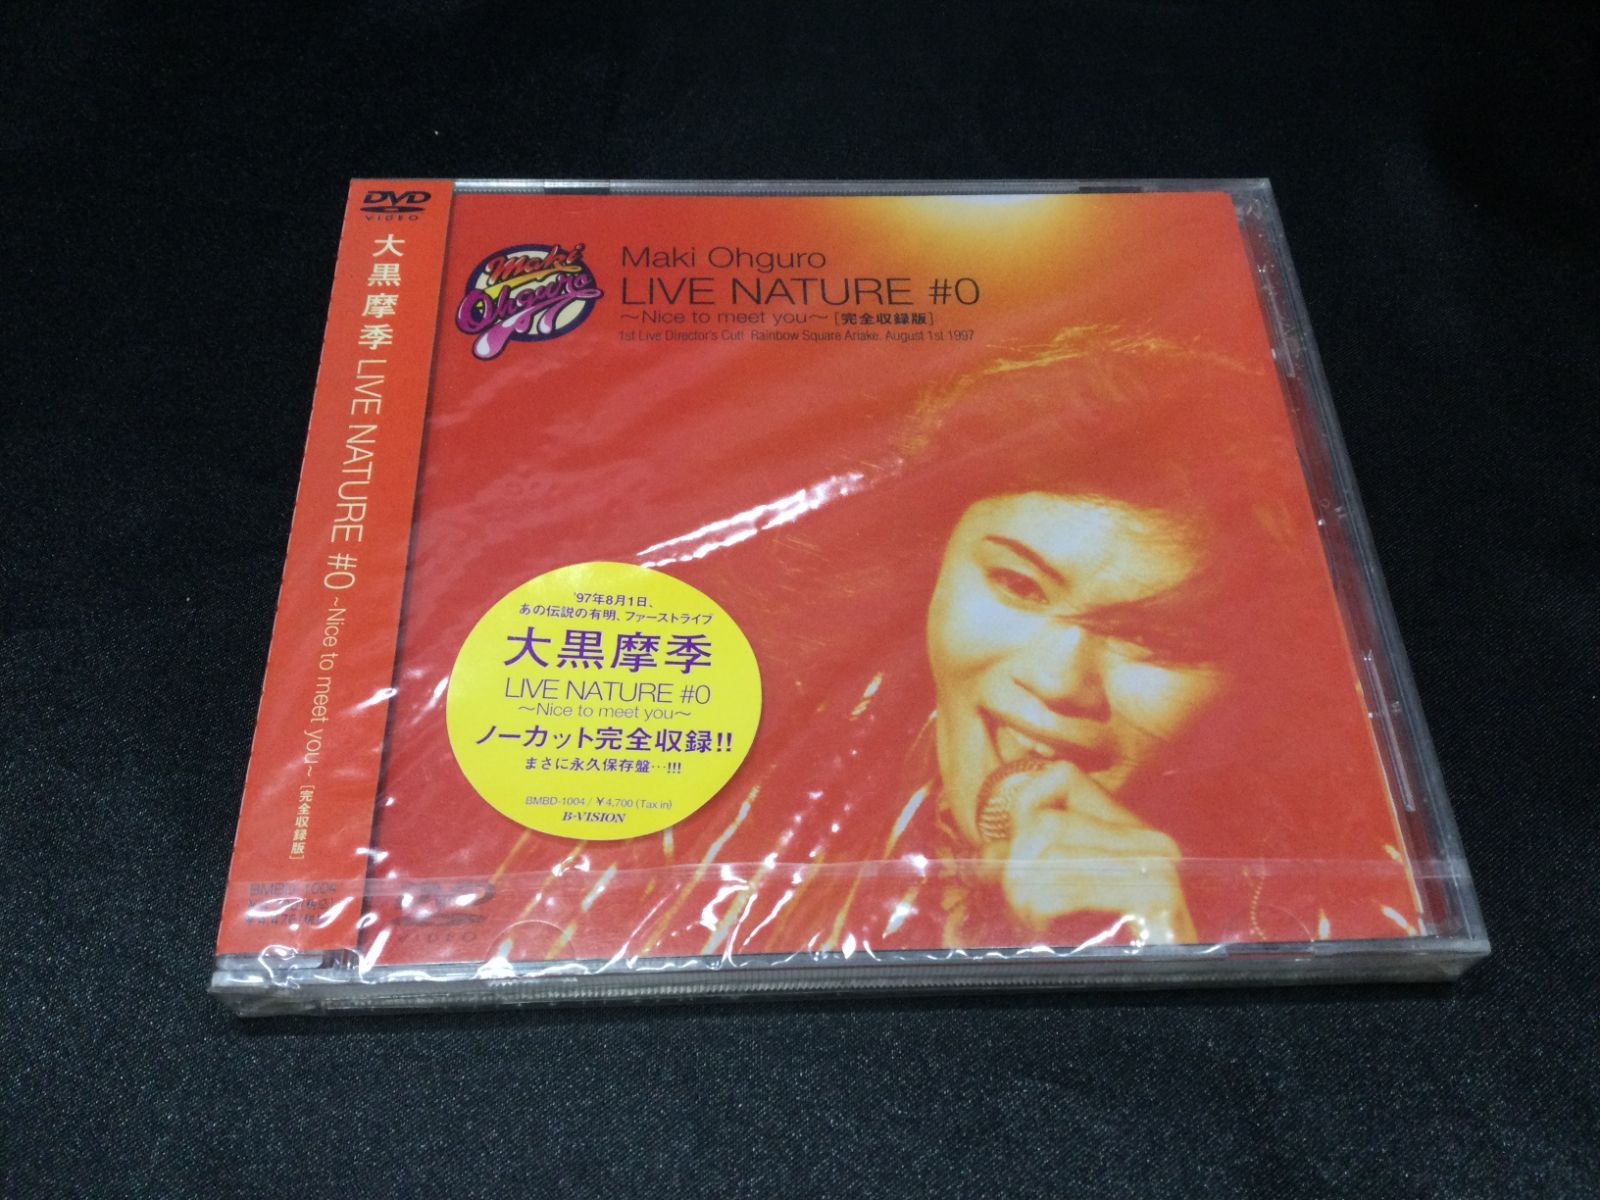 DVD
VIDEO
大黒摩季 LIVE NATURE #0 ~Nice to meet you~ [完全収録版]
BMBD-1004
Maki
Ohguro
Maki Ohguro
LIVE NATURE #0
~Nice to meet you~ [完全収録版]
1st Live Director's Cut! Rainbow Square Ariake. August 1st 1997
'97年8月1日、
あの伝説の有明、ファーストライブ
大黒摩季
LIVE NATURE #0
~Nice to meet you~
ノーカット完全収録!!
まさに永久保存盤…!!!
BMBD-1004 / ¥4,700 (Tax in)
B-VISION
DVD
VIDEO